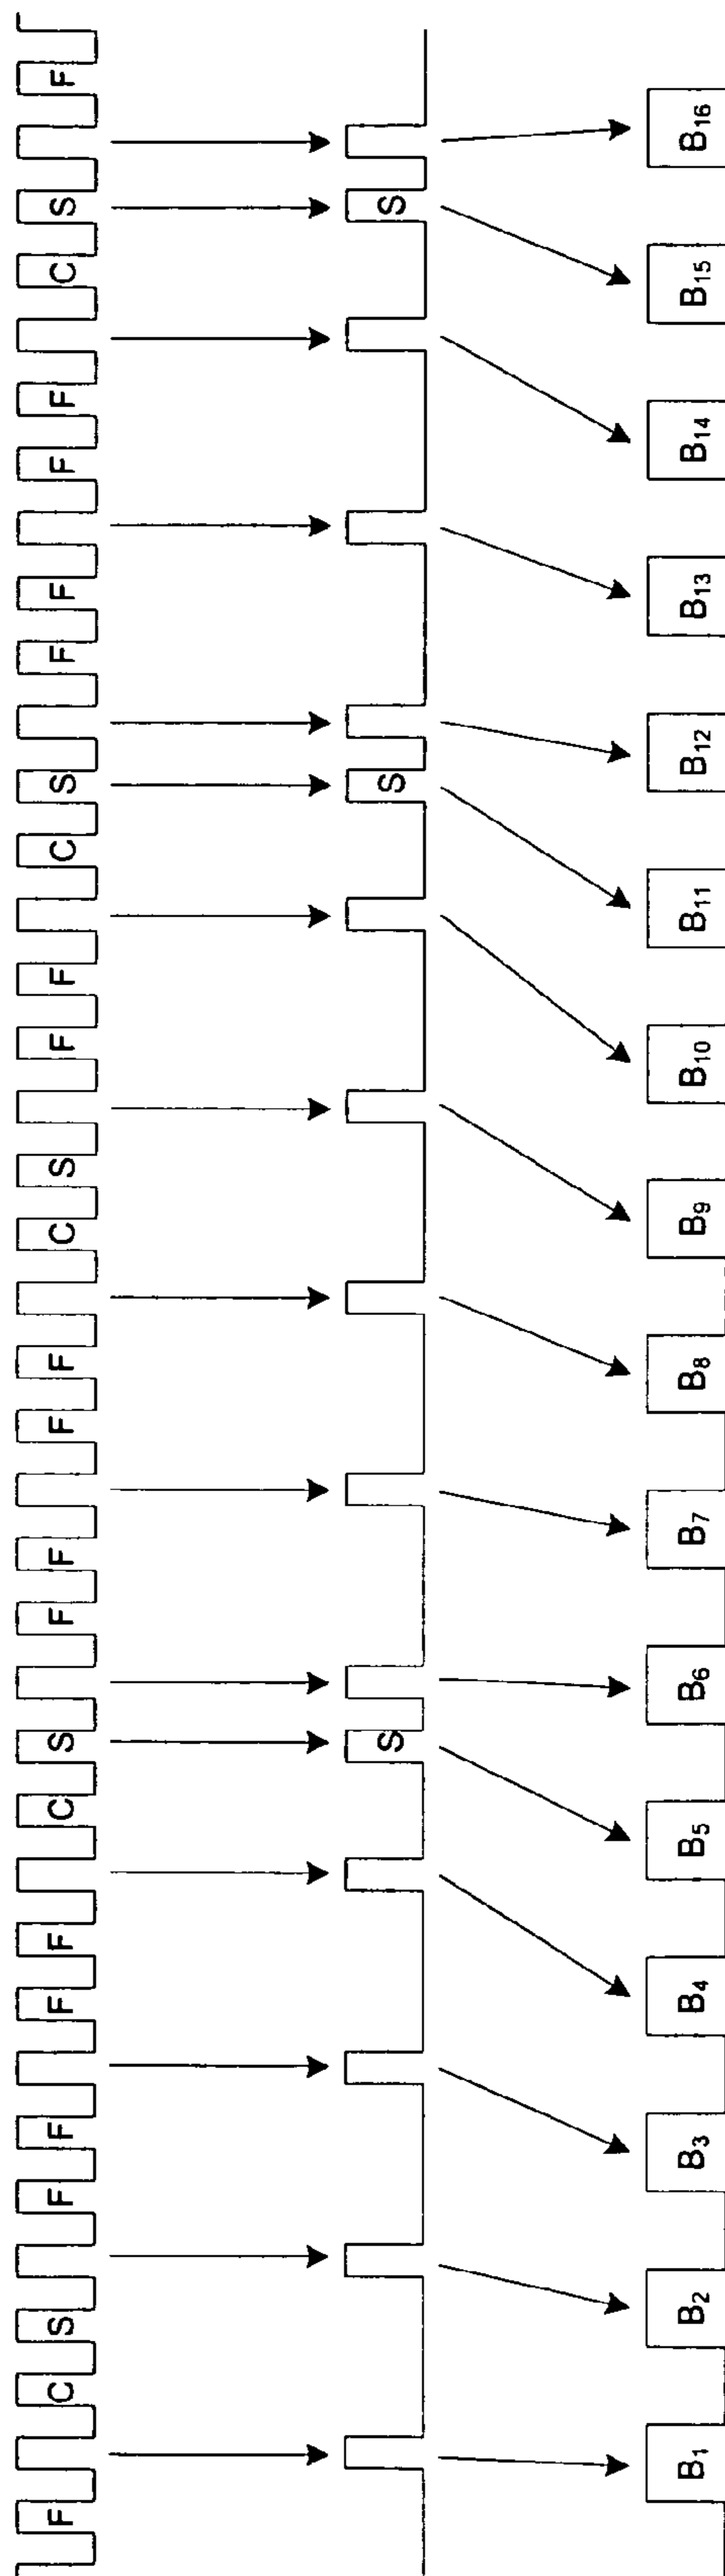 F C S F F F F C S F F F F C S F F C S F F F F C S F
S S S
B₁ B₂ B₃ B₄ B₅ B₆ B₇ B₈ B₉ B₁₀ B₁₁ B₁₂ B₁₃ B₁₄ B₁₅ B₁₆